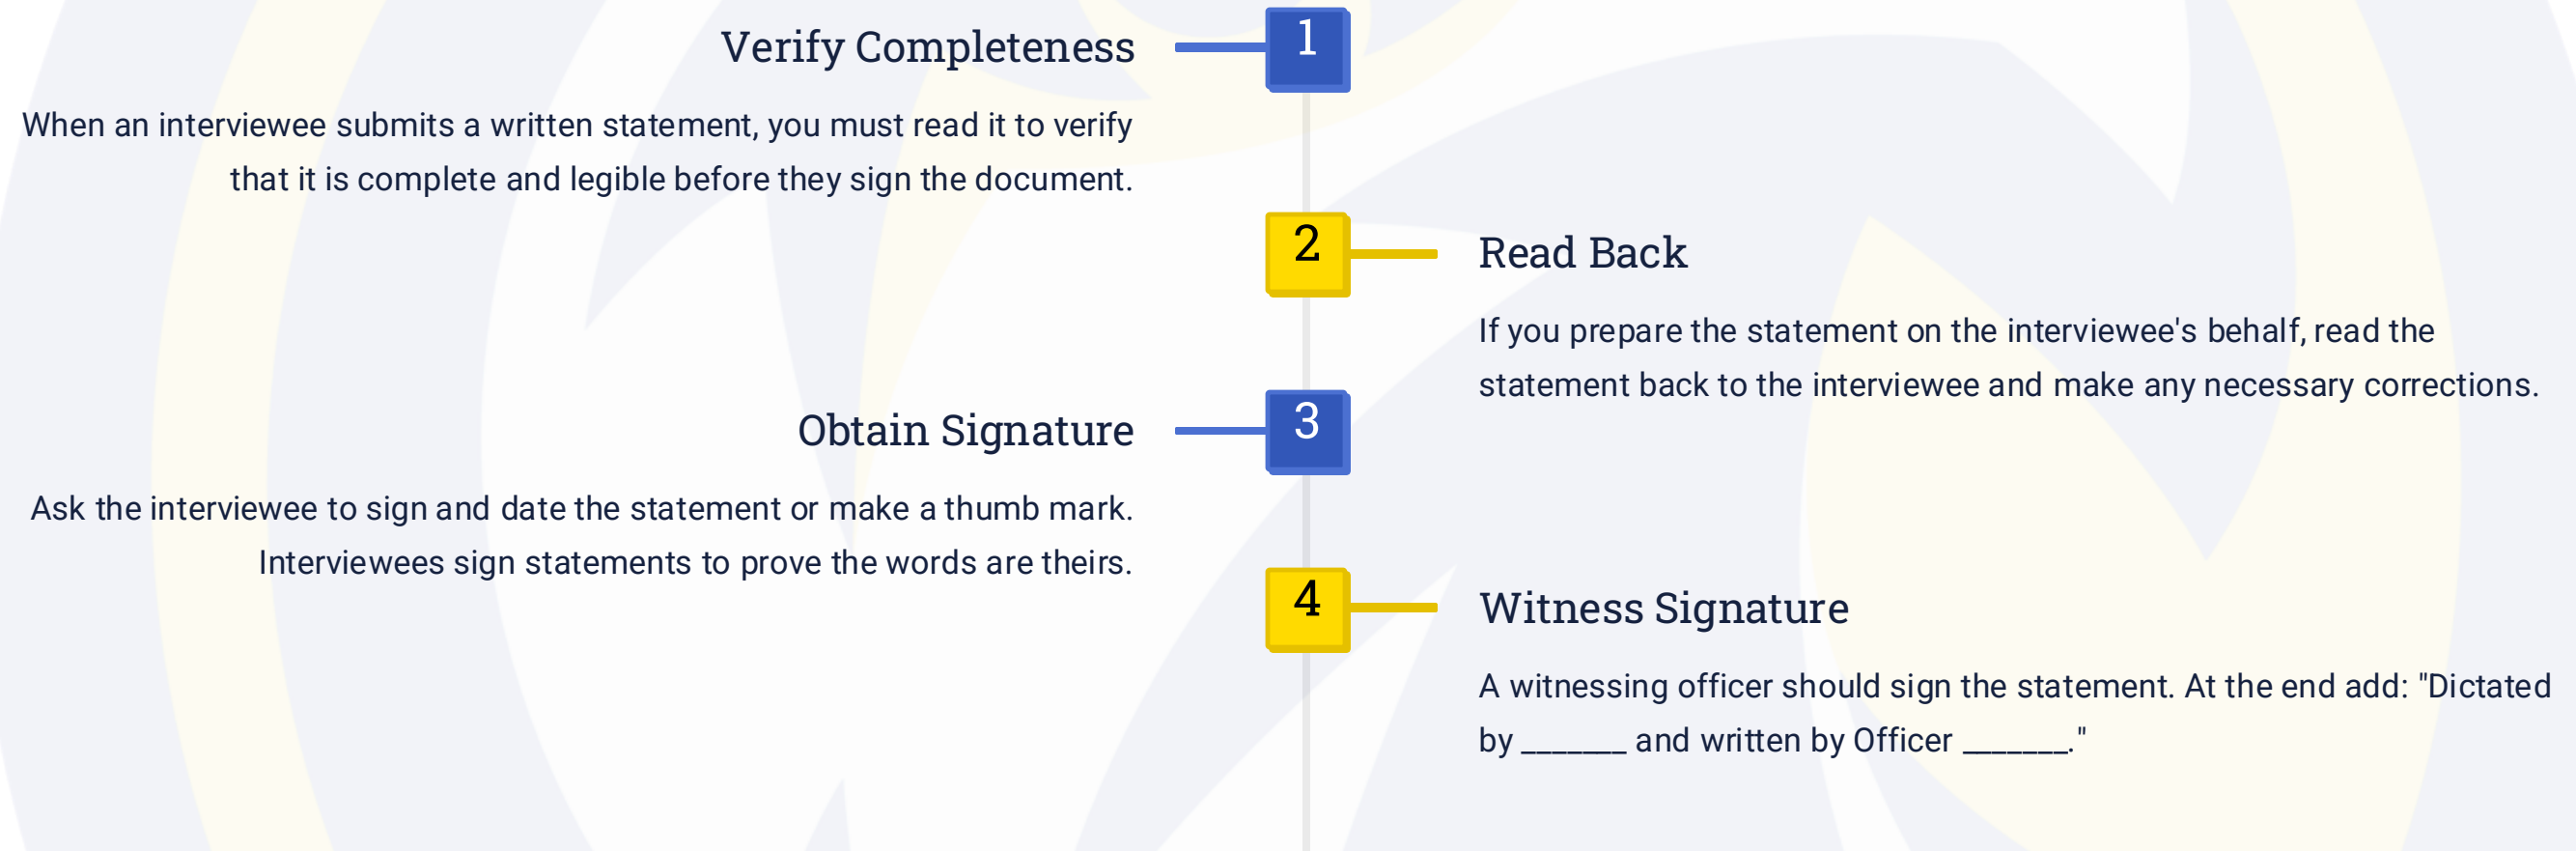 1
Verify Completeness
When an interviewee submits a written statement, you must read it to verify
that it is complete and legible before they sign the document.
2
Read Back
If you prepare the statement on the interviewee's behalf, read the
statement back to the interviewee and make any necessary corrections.
3
Obtain Signature
Ask the interviewee to sign and date the statement or make a thumb mark.
Interviewees sign statements to prove the words are theirs.
4
Witness Signature
A witnessing officer should sign the statement. At the end add: "Dictated
by _______ and written by Officer _______."